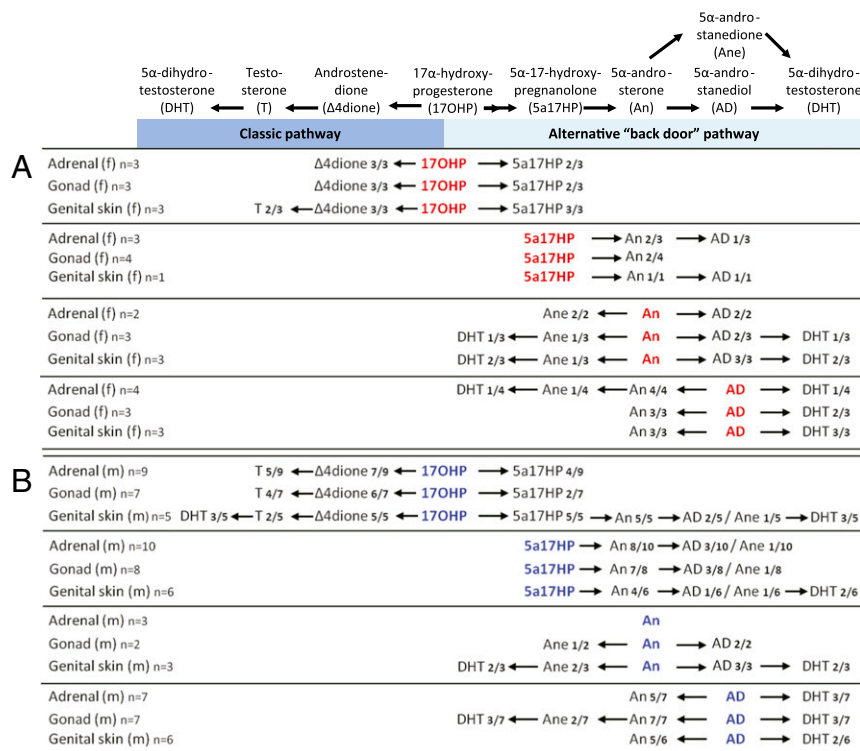 5α-andro-
stanedione
(Ane)
5α-dihydro- Testo- Androstene- 17α-hydroxy- 5α-17-hydroxy- 5α-andro- 5α-andro- 5α-dihydro-
testosterone sterone dione progesterone pregnanolone sterone stanediol testosterone
(DHT) (T) (Δ4dione) (17OHP) (5a17HP) (An) (AD) (DHT)
Classic pathway Alternative “back door” pathway
A
Adrenal (f) n=3 Δ4dione 3/3 17OHP 5a17HP 2/3
Gonad (f) n=3 Δ4dione 3/3 17OHP 5a17HP 2/3
Genital skin (f) n=3 T 2/3 Δ4dione 3/3 17OHP 5a17HP 3/3
Adrenal (f) n=3 5a17HP An 2/3 AD 1/3
Gonad (f) n=4 5a17HP An 2/4
Genital skin (f) n=1 5a17HP An 1/1 AD 1/1
Adrenal (f) n=2 Ane 2/2 An AD 2/2
Gonad (f) n=3 DHT 1/3 Ane 1/3 An AD 2/3 DHT 1/3
Genital skin (f) n=3 DHT 2/3 Ane 1/3 An AD 3/3 DHT 2/3
Adrenal (f) n=4 DHT 1/4 Ane 1/4 An 4/4 AD DHT 1/4
Gonad (f) n=3 An 3/3 AD DHT 2/3
Genital skin (f) n=3 An 3/3 AD DHT 3/3
B
Adrenal (m) n=9 T 5/9 Δ4dione 7/9 17OHP 5a17HP 4/9
Gonad (m) n=7 T 4/7 Δ4dione 6/7 17OHP 5a17HP 2/7
Genital skin (m) n=5 DHT 3/5 T 2/5 Δ4dione 5/5 17OHP 5a17HP 5/5 An 5/5 AD 2/5 / Ane 1/5 DHT 3/5
Adrenal (m) n=10 5a17HP An 8/10 AD 3/10 / Ane 1/10
Gonad (m) n=8 5a17HP An 7/8 AD 3/8 / Ane 1/8
Genital skin (m) n=6 5a17HP An 4/6 AD 1/6 / Ane 1/6 DHT 2/6
Adrenal (m) n=3 An
Gonad (m) n=2 Ane 1/2 An AD 2/2
Genital skin (m) n=3 DHT 2/3 Ane 2/3 An AD 3/3 DHT 2/3
Adrenal (m) n=7 An 5/7 AD DHT 3/7
Gonad (m) n=7 DHT 3/7 Ane 2/7 An 7/7 AD DHT 3/7
Genital skin (m) n=6 An 5/6 AD DHT 2/6